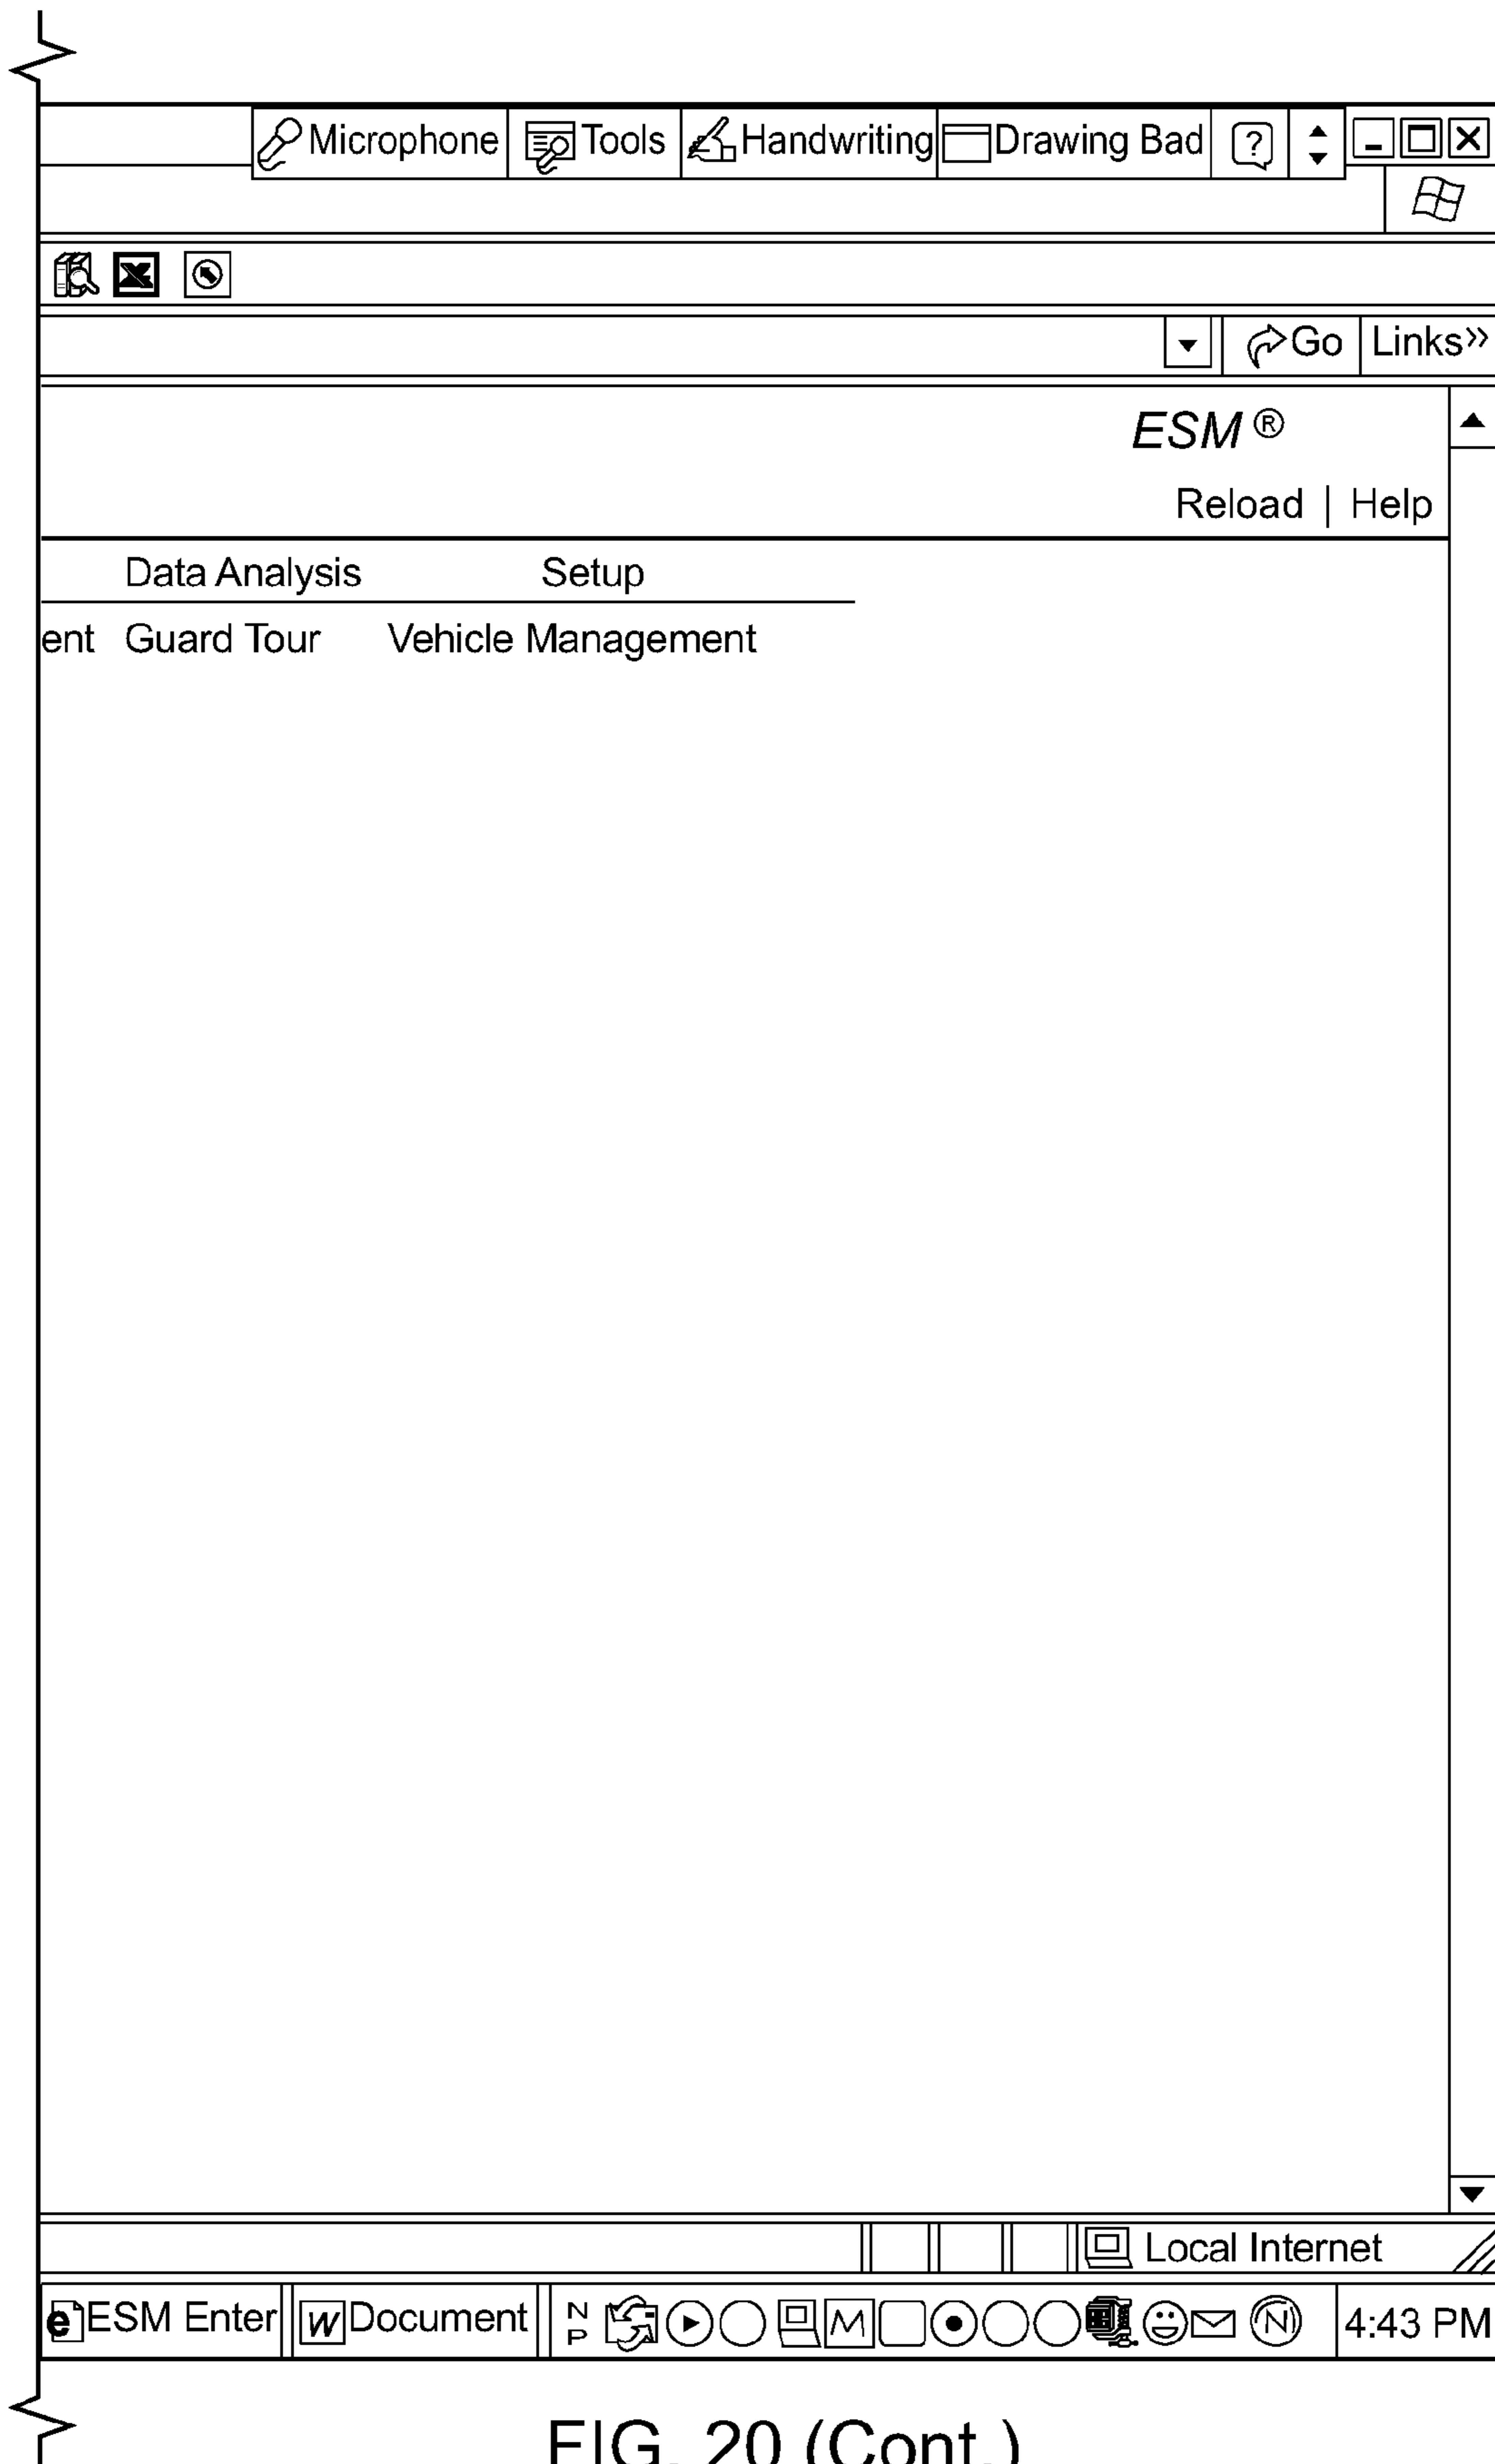 Microphone Tools Handwriting Drawing Bad ?
Go Links»
ESM ®
Reload | Help
Data Analysis Setup
ent Guard Tour Vehicle Management
Local Internet
e ESM Enter W Document N P M N 4:43 PM
FIG. 20 (Cont.)